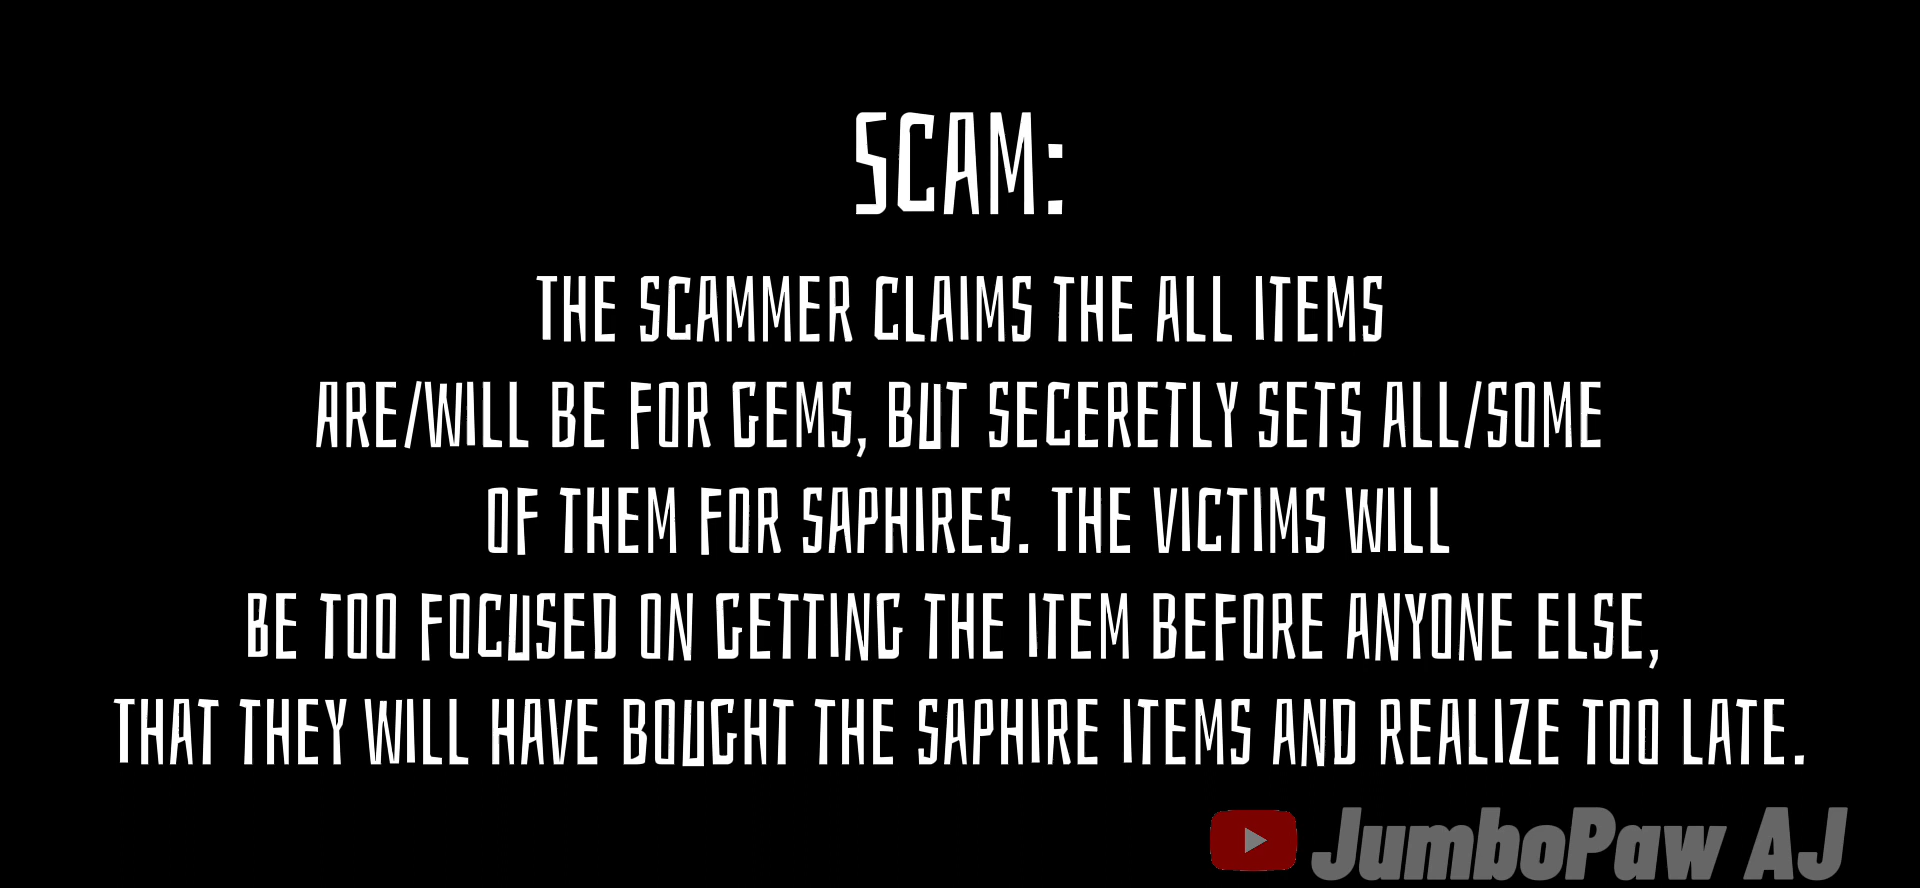 SCAM:
THE SCAMMER CLAIMS THE ALL ITEMS
ARE/WILL BE FOR GEMS, BUT SECERETLY SETS ALL/SOME
OF THEM FOR SAPHIRES. THE VICTIMS WILL
BE TOO FOCUSED ON GETTING THE ITEM BEFORE ANYONE ELSE,
THAT THEY WILL HAVE BOUGHT THE SAPHIRE ITEMS AND REALIZE TOO LATE.
JumboPaw AJ